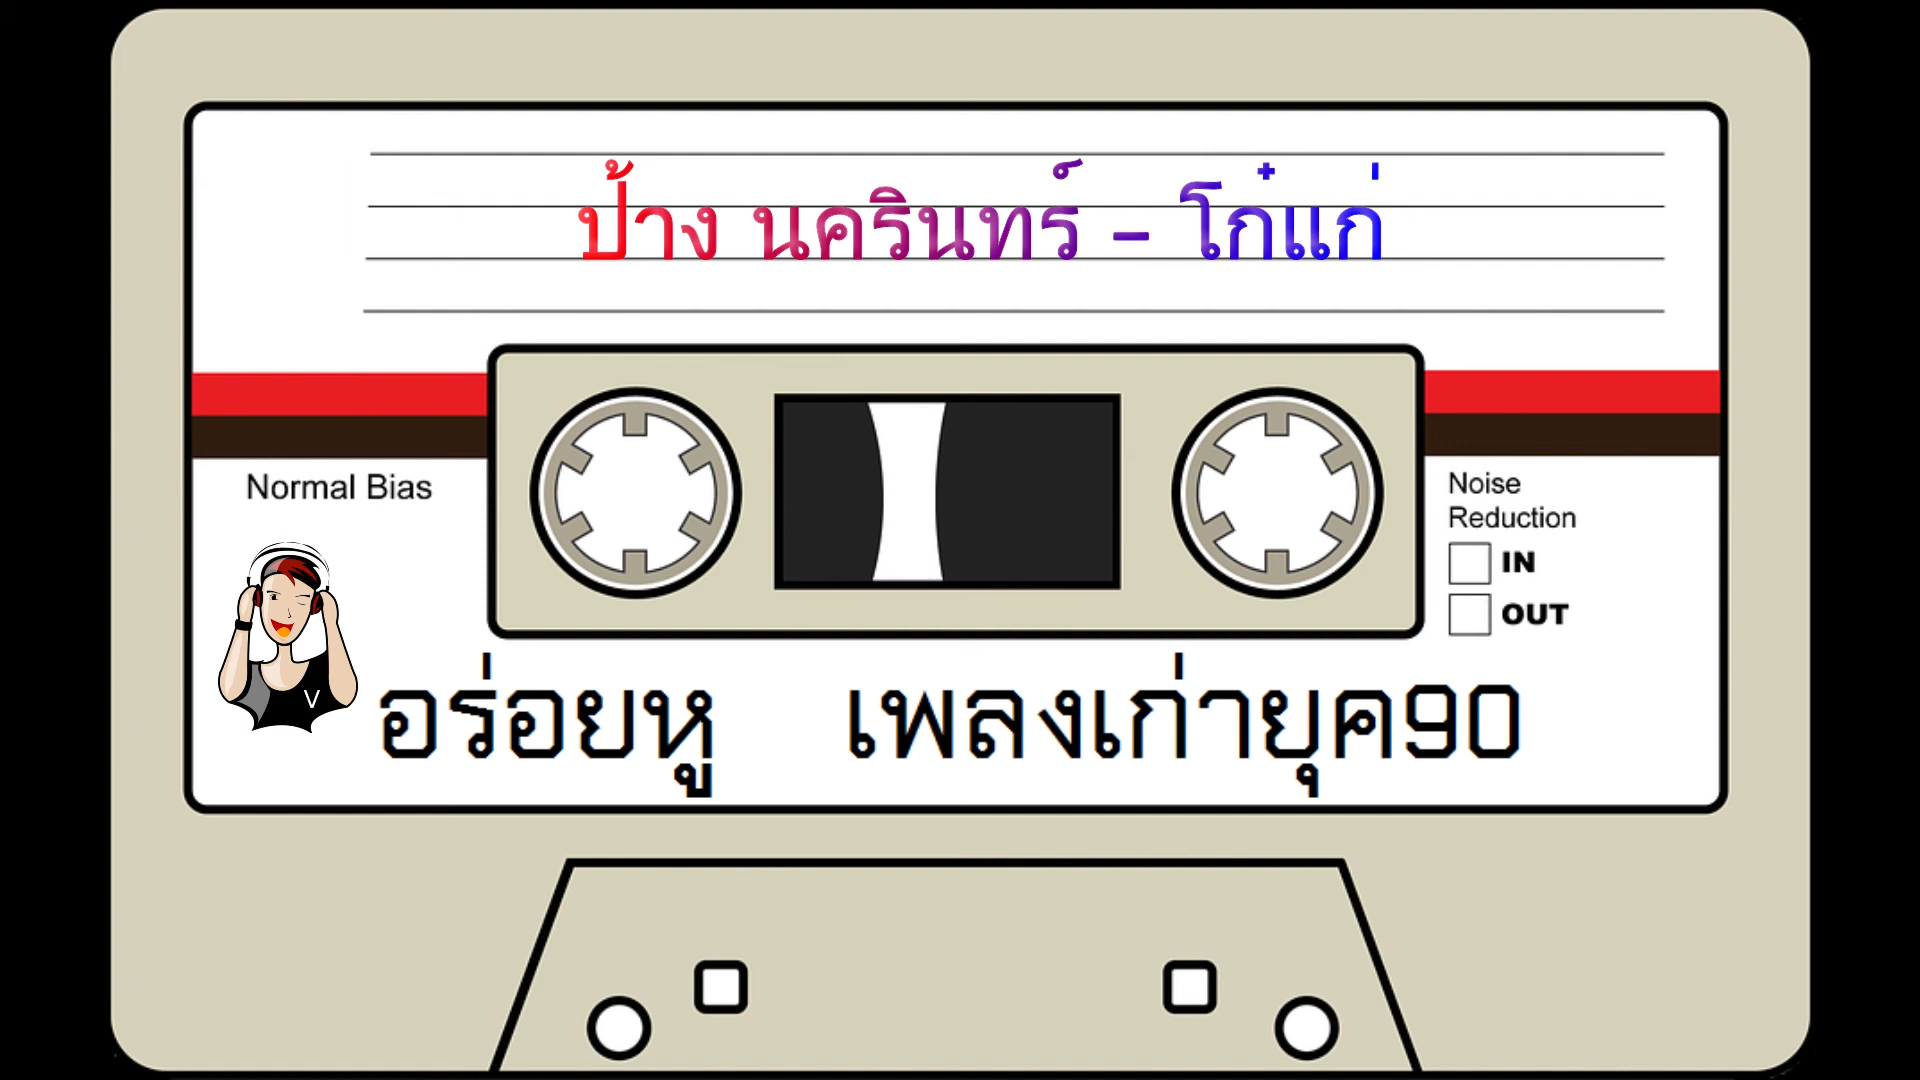 ป้าง นครินทร์ - โก๋แก่
Normal Bias
Noise
Reduction
IN
OUT
V
อร่อยหู เพลงเก่ายุค90